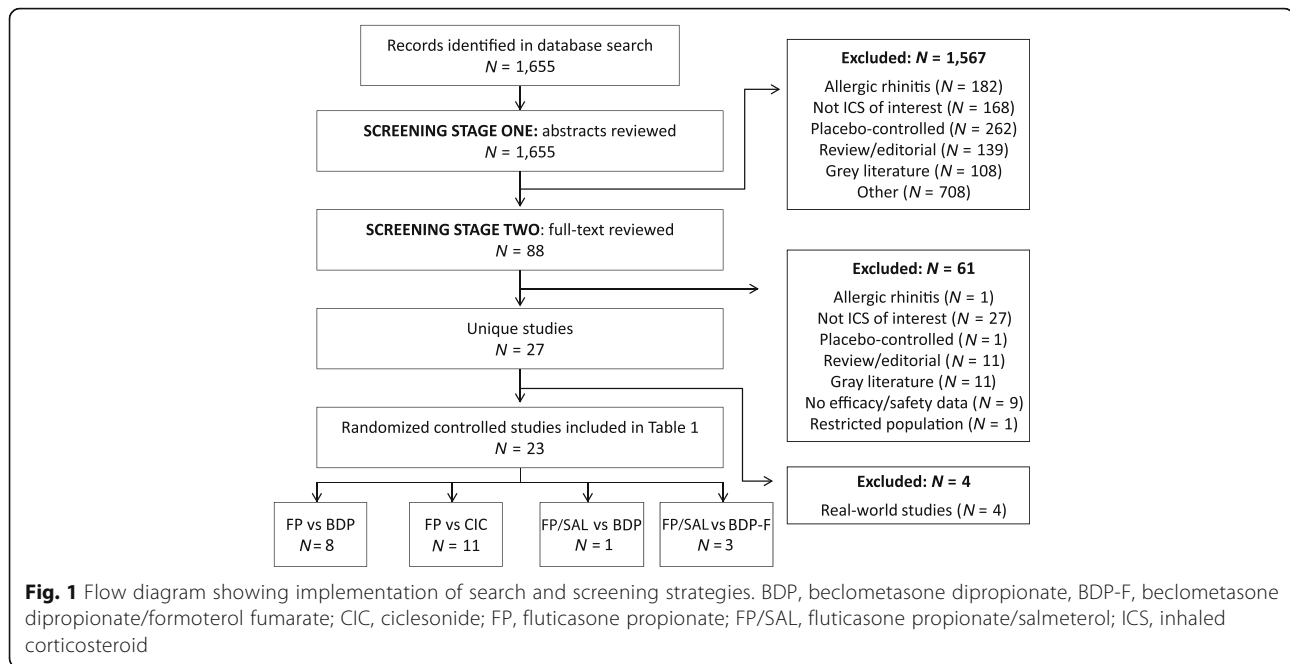 Records identified in database search
N = 1,655
SCREENING STAGE ONE: abstracts reviewed
N = 1,655
Excluded: N = 1,567
Allergic rhinitis (N = 182)
Not ICS of interest (N = 168)
Placebo-controlled (N = 262)
Review/editorial (N = 139)
Grey literature (N = 108)
Other (N = 708)
SCREENING STAGE TWO: full-text reviewed
N = 88
Excluded: N = 61
Allergic rhinitis (N = 1)
Not ICS of interest (N = 27)
Placebo-controlled (N = 1)
Review/editorial (N = 11)
Gray literature (N = 11)
No efficacy/safety data (N = 9)
Restricted population (N = 1)
Unique studies
N = 27
Randomized controlled studies included in Table 1
N = 23
Excluded: N = 4
Real-world studies (N = 4)
FP vs BDP
N = 8
FP vs CIC
N = 11
FP/SAL vs BDP
N = 1
FP/SAL vs BDP-F
N = 3
Fig. 1 Flow diagram showing implementation of search and screening strategies. BDP, beclometasone dipropionate, BDP-F, beclometasone
dipropionate/formoterol fumarate; CIC, ciclesonide; FP, fluticasone propionate; FP/SAL, fluticasone propionate/salmeterol; ICS, inhaled
corticosteroid